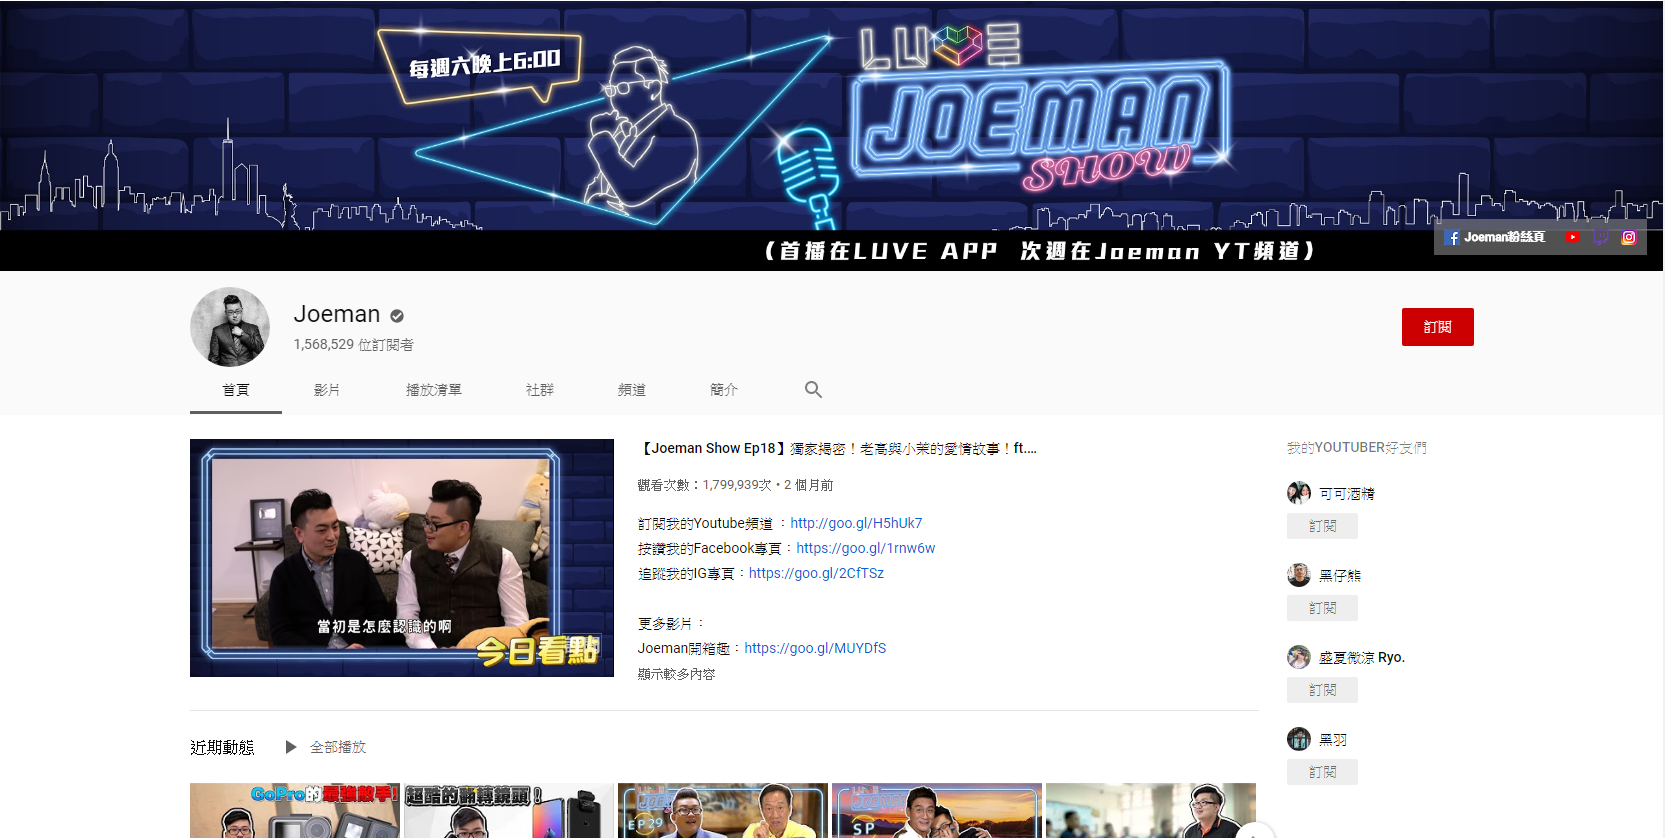 每週六晚上6:00
LUVE
JOEMAN
SHOW
(首播在LUVE APP 次週在Joeman YT頻道)
Joeman粉絲頁
Joeman
1,568,529 位訂閱者
訂閱
首頁
影片
播放清單
社群
頻道
簡介
當初是怎麼認識的啊
今日看點
【Joeman Show Ep18】獨家揭密！老高與小茉的愛情故事！ft....
觀看次數：1,799,939次 • 2 個月前
訂閱我的Youtube頻道 ：http://goo.gl/H5hUk7
按讚我的Facebook專頁：https://goo.gl/1rnw6w
追蹤我的IG專頁：https://goo.gl/2CfTSz
更多影片：
Joeman開箱趣：https://goo.gl/MUYDfS
顯示較多內容
我的YOUTUBER好友們
可可酒精
訂閱
黑仔熊
訂閱
盛夏微涼 Ryo.
訂閱
黑羽
訂閱
近期動態
全部播放
GoPro的最強敵手!
超酷的翻轉鏡頭！
JOEMAN
EP29
JOEMAN
SP